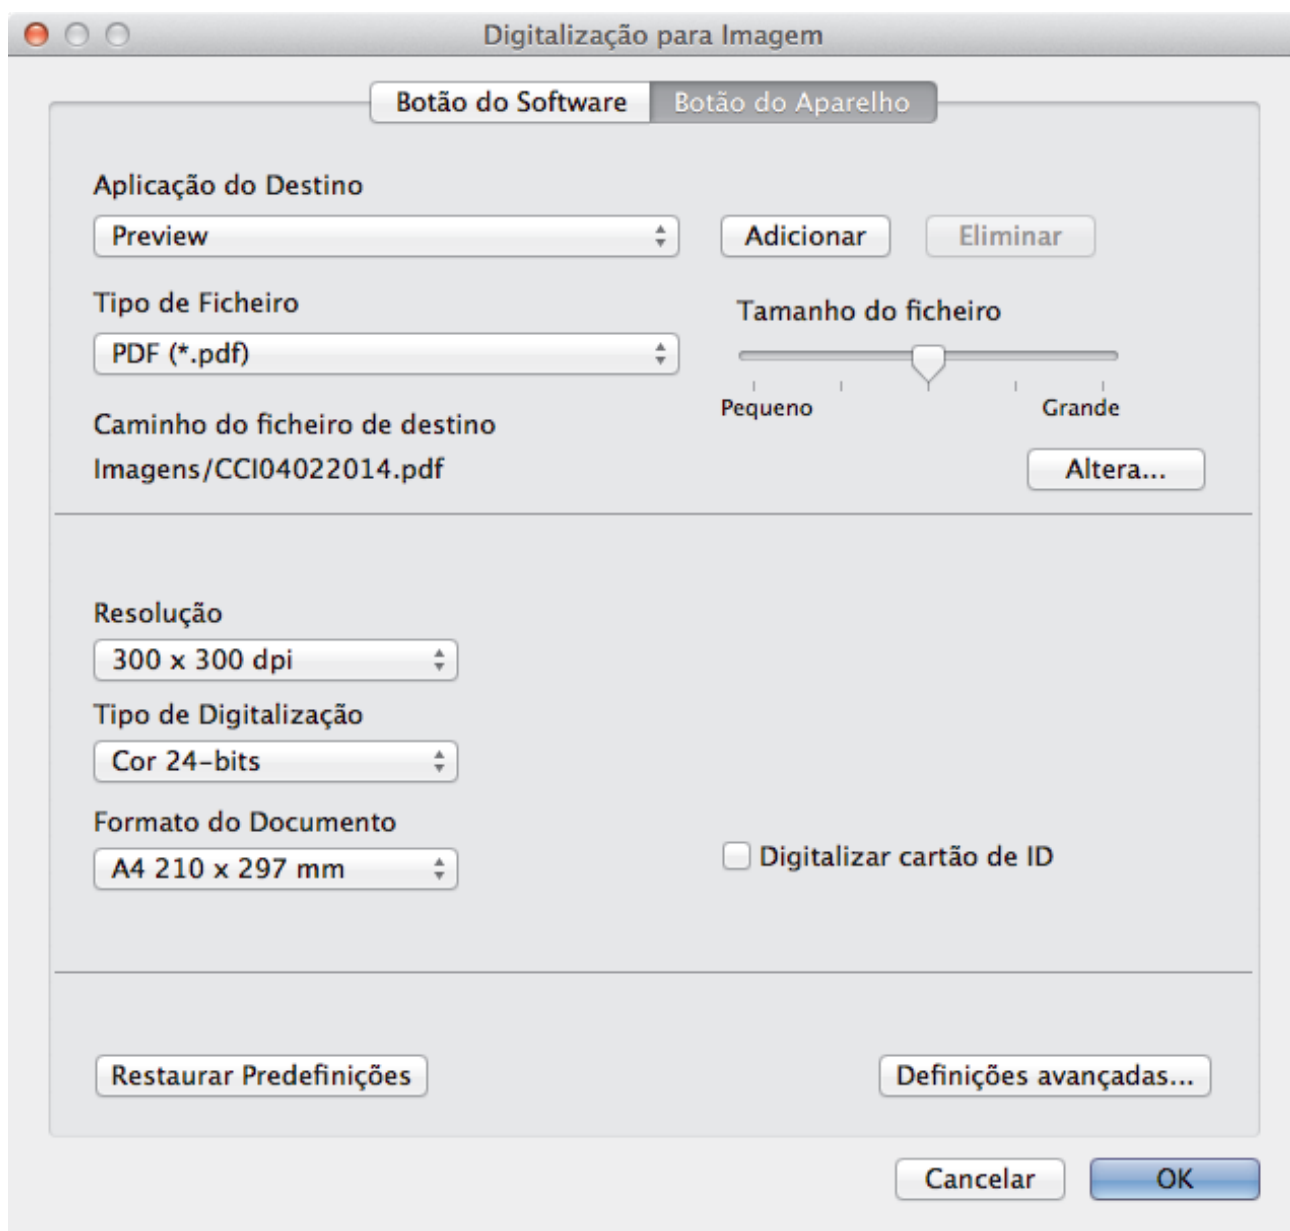 Digitalização para Imagem
Botão do Software
Botão do Aparelho
Aplicação do Destino
Preview
Adicionar
Eliminar
Tipo de Ficheiro
Tamanho do ficheiro
PDF (*.pdf)
Pequeno
Grande
Caminho do ficheiro de destino
Imagens/CCI04022014.pdf
Altera...
Resolução
300 x 300 dpi
Tipo de Digitalização
Cor 24-bits
Formato do Documento
A4 210 x 297 mm
Digitalizar cartão de ID
Restaurar Predefinições
Definições avançadas...
Cancelar
OK